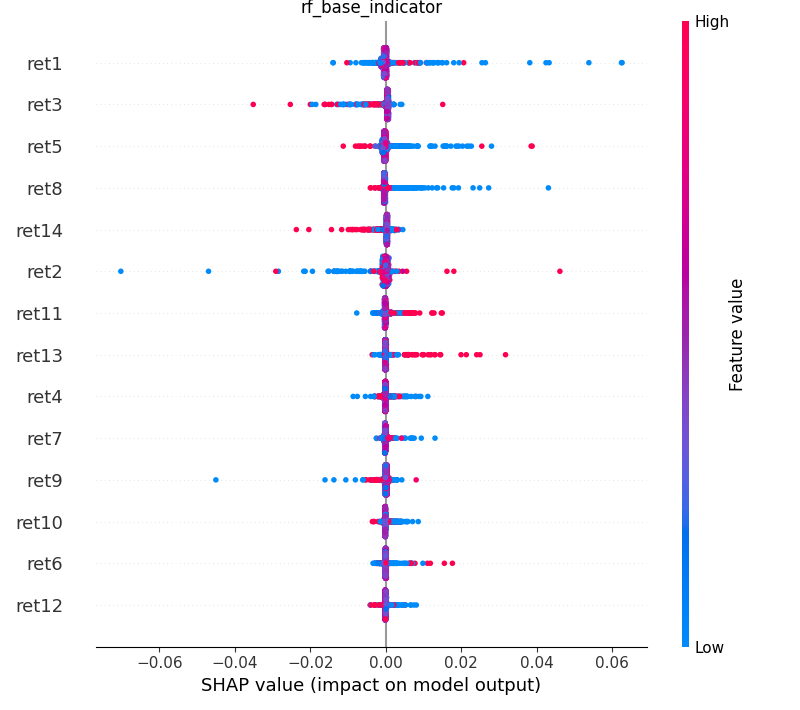 rf_base_indicator
High
ret1
ret3
ret5
ret8
ret14
ret2
ret11
ret13
ret4
ret7
ret9
ret10
ret6
ret12
Feature value
Low
−0.06 −0.04 −0.02 0.00 0.02 0.04 0.06
SHAP value (impact on model output)